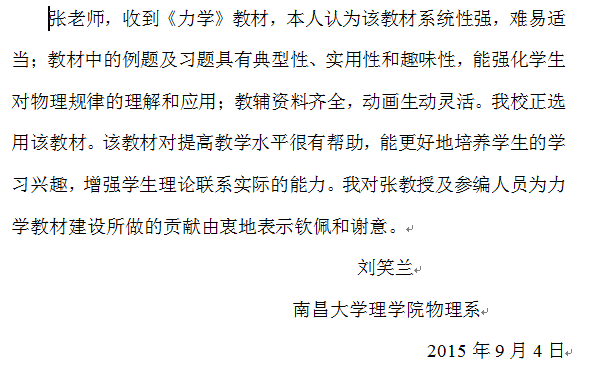 张老师，收到《力学》教材，本人认为该教材系统性强，难易适
当；教材中的例题及习题具有典型性、实用性和趣味性，能强化学生
对物理规律的理解和应用；教辅资料齐全，动画生动灵活。我校正选
用该教材。该教材对提高教学水平很有帮助，能更好地培养学生的学
习兴趣，增强学生理论联系实际的能力。我对张教授及参编人员为力
学教材建设所做的贡献由衷地表示钦佩和谢意。
刘笑兰
南昌大学理学院物理系
2015 年 9 月 4 日